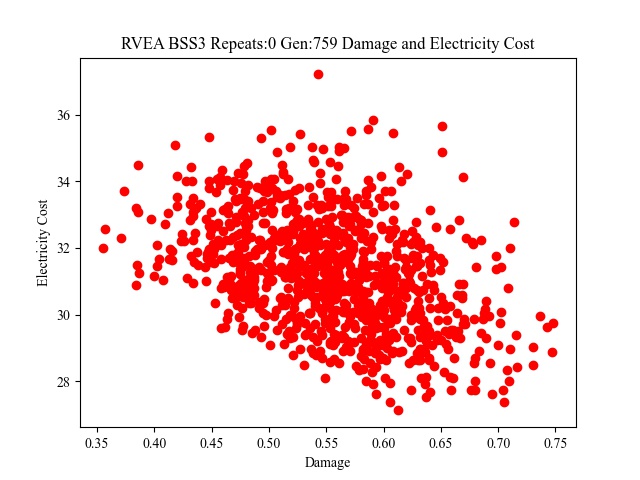 RVEA BSS3 Repeats:0 Gen:759 Damage and Electricity Cost
Electricity Cost
36
34
32
30
28
0.35 0.40 0.45 0.50 0.55 0.60 0.65 0.70 0.75
Damage